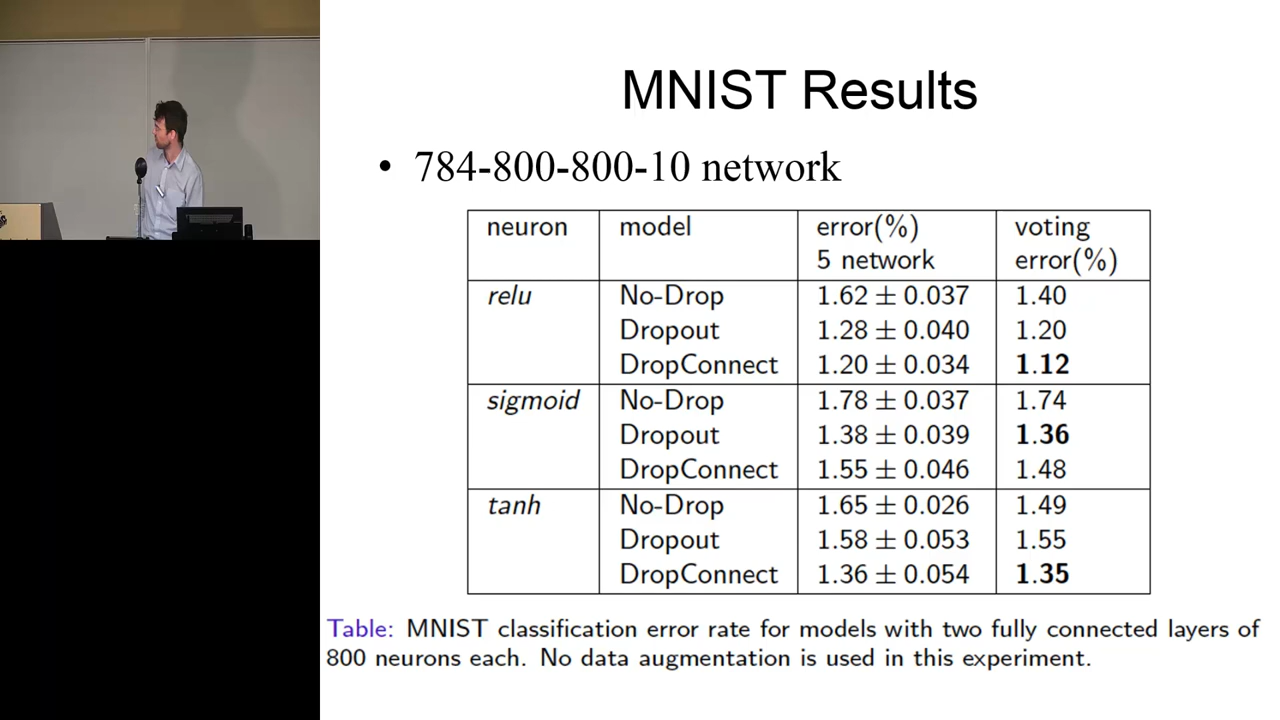 MNIST Results
• 784-800-800-10 network
neuron model error(%) voting
5 network error(%)
relu No-Drop 1.62 ± 0.037 1.40
Dropout 1.28 ± 0.040 1.20
DropConnect 1.20 ± 0.034 1.12
sigmoid No-Drop 1.78 ± 0.037 1.74
Dropout 1.38 ± 0.039 1.36
DropConnect 1.55 ± 0.046 1.48
tanh No-Drop 1.65 ± 0.026 1.49
Dropout 1.58 ± 0.053 1.55
DropConnect 1.36 ± 0.054 1.35
Table: MNIST classification error rate for models with two fully connected layers of
800 neurons each. No data augmentation is used in this experiment.